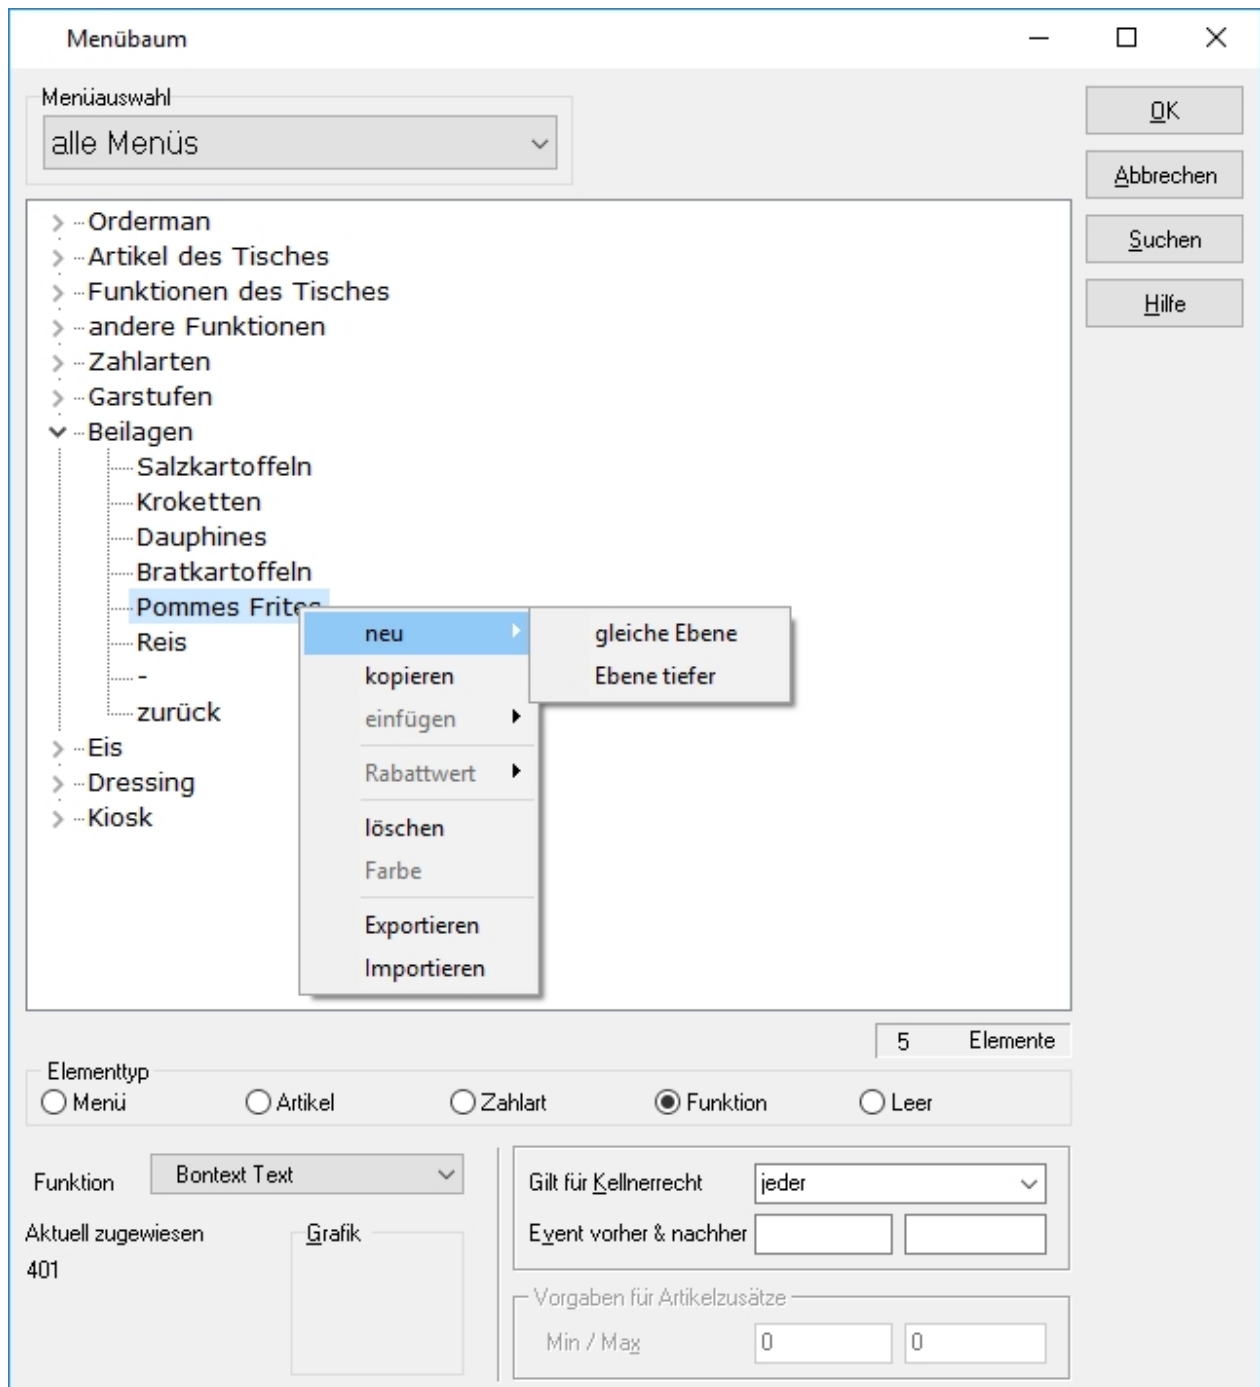 Menübaum
Menüauswahl
alle Menüs
OK
Abbrechen
Suchen
Hilfe
Orderman
Artikel des Tisches
Funktionen des Tisches
andere Funktionen
Zahlarten
Garstufen
Beilagen
Salzkartoffeln
Kroketten
Dauphines
Bratkartoffeln
Pommes Frites
Reis
-
zurück
Eis
Dressing
Kiosk
neu
kopieren
einfügen
Rabattwert
löschen
Farbe
Exportieren
Importieren
gleiche Ebene
Ebene tiefer
5 Elemente
Elementtyp
Menü Artikel Zahlart Funktion Leer
Funktion Bontext Text
Aktuell zugewiesen
401
Grafik
Gilt für Kellnerrecht jeder
Event vorher & nachher
Vorgaben für Artikelzusätze
Min / Max 0 0